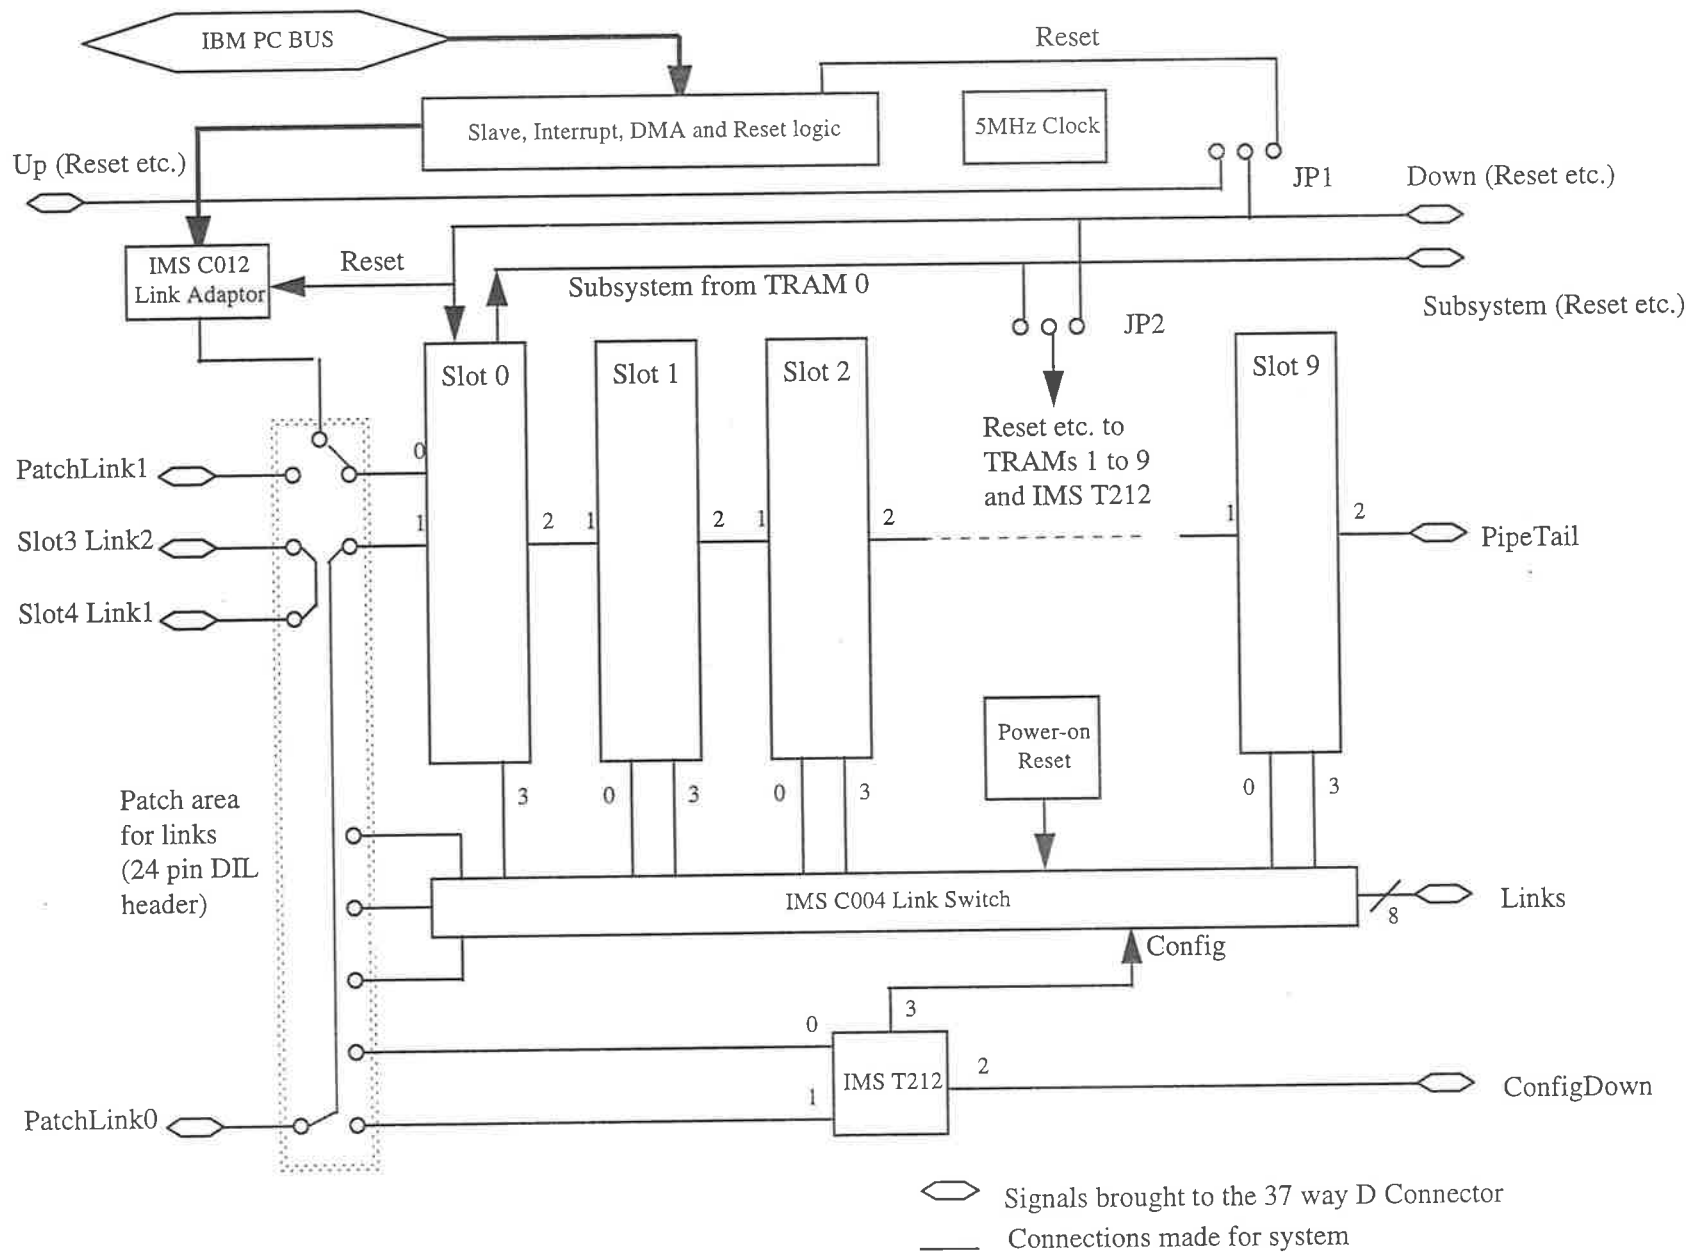 IBM PC BUS
Reset
Slave, Interrupt, DMA and Reset logic
5MHz Clock
Up (Reset etc.)
JP1
Down (Reset etc.)
IMS C012
Link Adaptor
Reset
Subsystem from TRAM 0
Subsystem (Reset etc.)
JP2
Slot 0
Slot 1
Slot 2
Slot 9
Reset etc. to
TRAMs 1 to 9
and IMS T212
0
PatchLink1
1
2
1
2
1
2
1
2
Slot3 Link2
PipeTail
Slot4 Link1
Power-on
Reset
3
0
3
0
3
0
3
Patch area
for links
(24 pin DIL
header)
IMS C004 Link Switch
8
Links
Config
3
0
IMS T212
2
ConfigDown
1
PatchLink0
Signals brought to the 37 way D Connector
Connections made for system